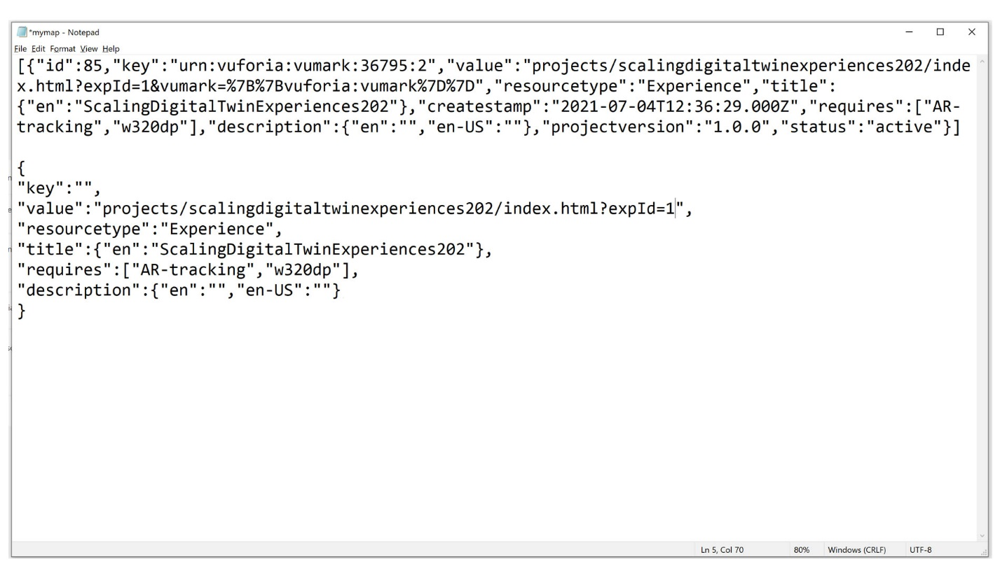 *mymap - Notepad
File Edit Format View Help
[{"id":85,"key":"urn:vuforia:vumark:36795:2","value":"projects/scalingdigitaltwinexperiences202/inde
x.html?expId=1&vumark=%7B%7Bvuforia:vumark%7D%7D","resourcetype":"Experience","title":
{"en":"ScalingDigitalTwinExperiences202"},"createstamp":"2021-07-04T12:36:29.000Z","requires":["AR-
tracking","w320dp"],"description":{"en":"","en-US":""},"projectversion":"1.0.0","status":"active"}]
{
"key":"",
"value":"projects/scalingdigitaltwinexperiences202/index.html?expId=1",
"resourcetype":"Experience",
"title":{"en":"ScalingDigitalTwinExperiences202"},
"requires":["AR-tracking","w320dp"],
"description":{"en":"","en-US":""}
}
Ln 5, Col 70 80% Windows (CRLF) UTF-8